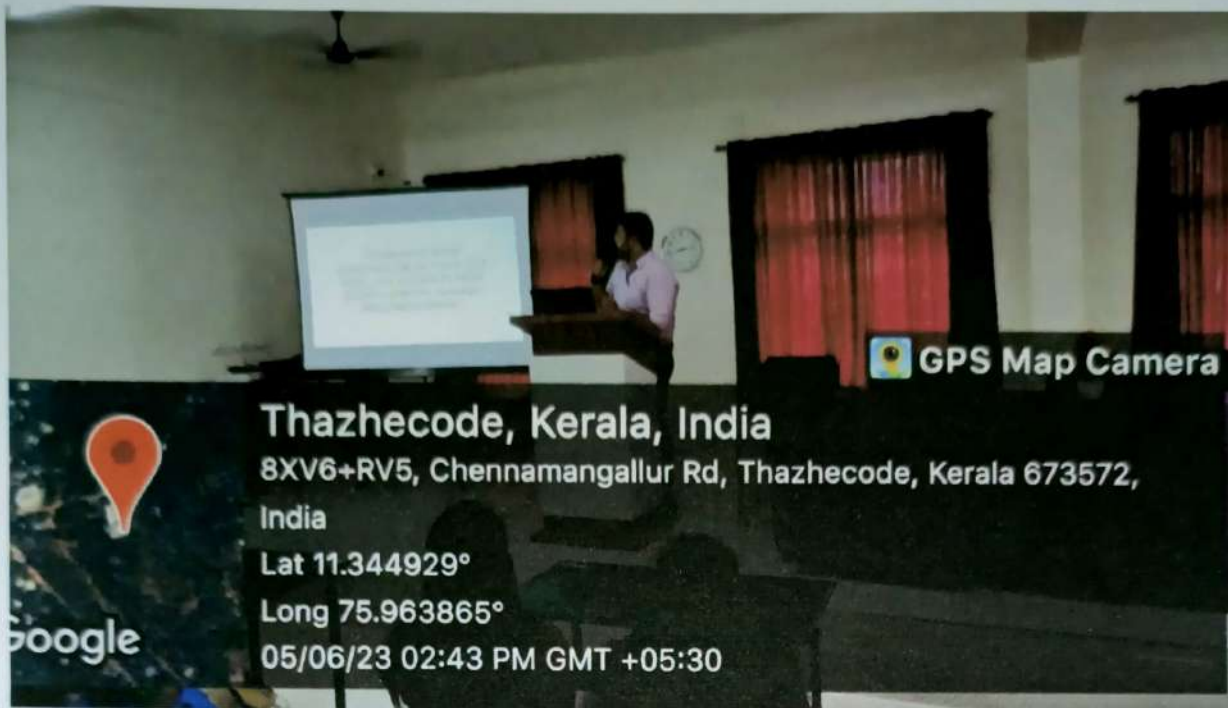 GPS Map Camera
Thazhecode, Kerala, India
8XV6+RV5, Chennamangallur Rd, Thazhecode, Kerala 673572,
India
Lat 11.344929°
Long 75.963865°
05/06/23 02:43 PM GMT +05:30
Google